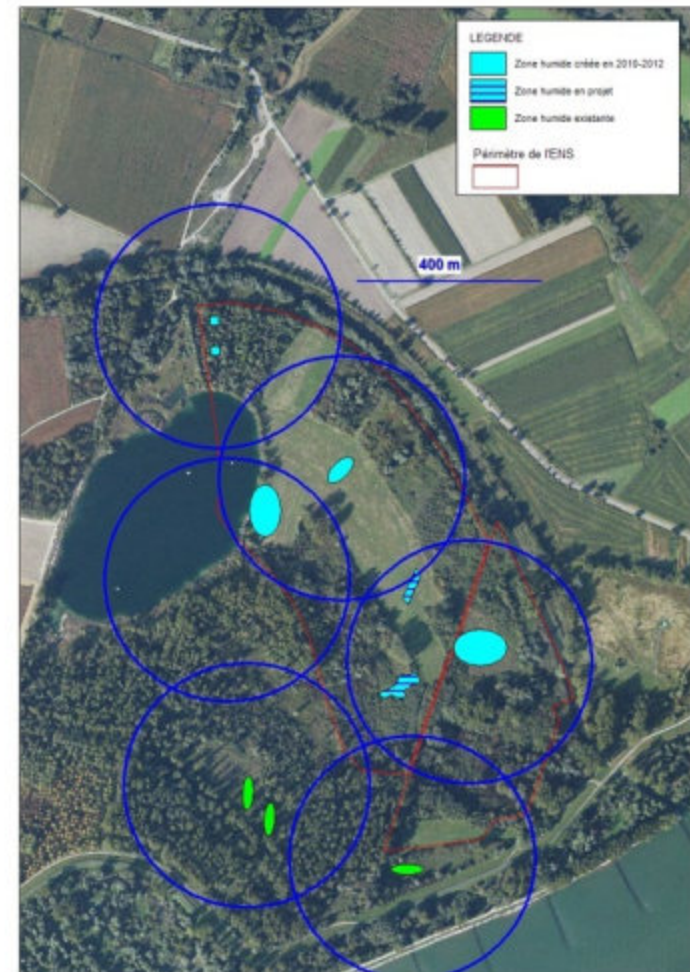 LEGENDE
Zone humide créée en 2010-2012
Zone humide en projet
Zone humide existante
Périmètre de l'ENS
400 m